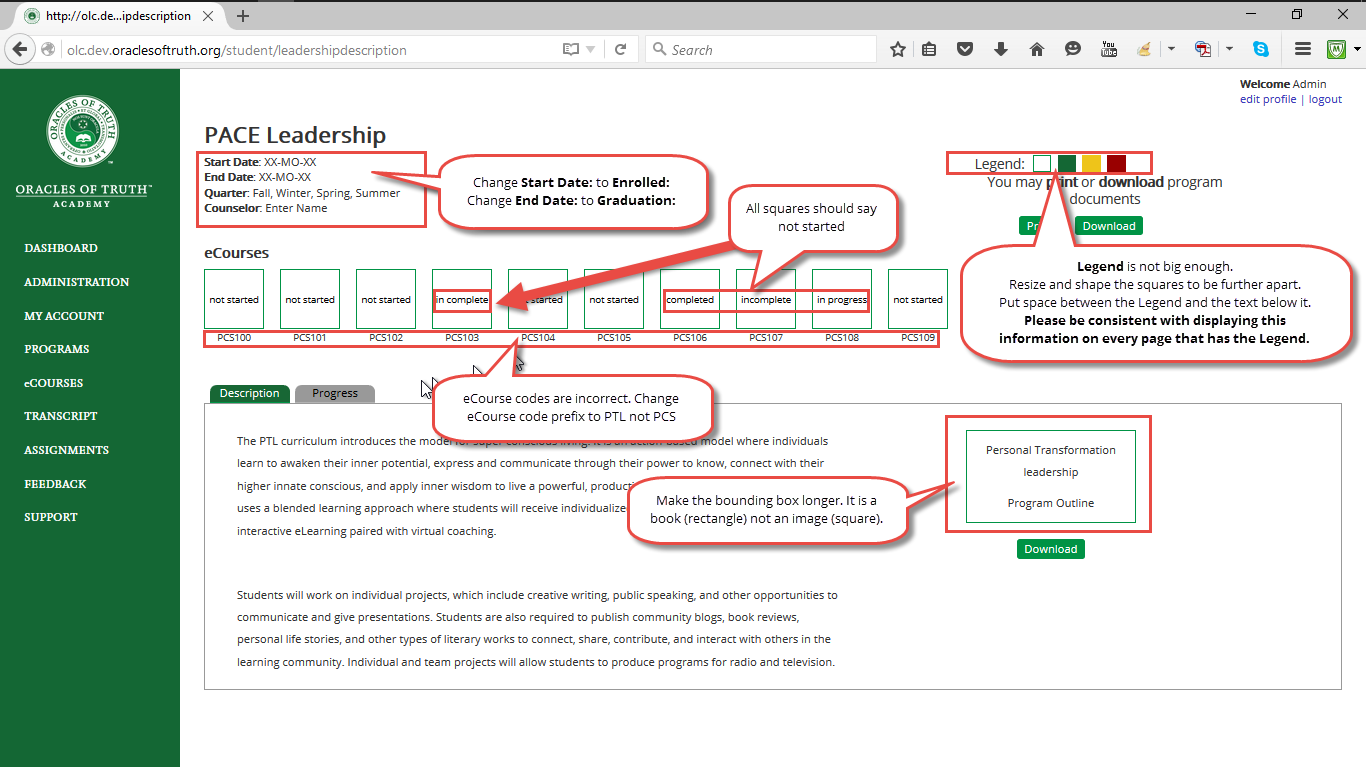 http://olc.de...ipdescription
olc.dev.oraclesoftruth.org/student/leadershipdescription
Search
You
Tube
ORACLES OF TRUTH
ACADEMY
ORACLES OF TRUTH™
ACADEMY
DASHBOARD
ADMINISTRATION
MY ACCOUNT
PROGRAMS
eCOURSES
TRANSCRIPT
ASSIGNMENTS
FEEDBACK
SUPPORT
Welcome Admin
edit profile | logout
PACE Leadership
Start Date: XX-MO-XX
End Date: XX-MO-XX
Quarter: Fall, Winter, Spring, Summer
Counselor: Enter Name
Change Start Date: to Enrolled:
Change End Date: to Graduation:
All squares should say
not started
Legend:
You may print or download program
documents
Pr
Download
Legend is not big enough.
Resize and shape the squares to be further apart.
Put space between the Legend and the text below it.
Please be consistent with displaying this
information on every page that has the Legend.
eCourses
not started not started not started in complete started not started completed incomplete in progress not started
PCS100 PCS101 PCS102 PCS103 PCS104 PCS105 PCS106 PCS107 PCS108 PCS109
eCourse codes are incorrect. Change
eCourse code prefix to PTL not PCS
Description Progress
The PTL curriculum introduces the model for super conscious living. It is an action based model where individuals
learn to awaken their inner potential, express and communicate through their power to know, connect with their
higher innate conscious, and apply inner wisdom to live a powerful, producti
uses a blended learning approach where students will receive individualize
interactive eLearning paired with virtual coaching.
Make the bounding box longer. It is a
book (rectangle) not an image (square).
Personal Transformation
leadership
Program Outline
Download
Students will work on individual projects, which include creative writing, public speaking, and other opportunities to
communicate and give presentations. Students are also required to publish community blogs, book reviews,
personal life stories, and other types of literary works to connect, share, contribute, and interact with others in the
learning community. Individual and team projects will allow students to produce programs for radio and television.